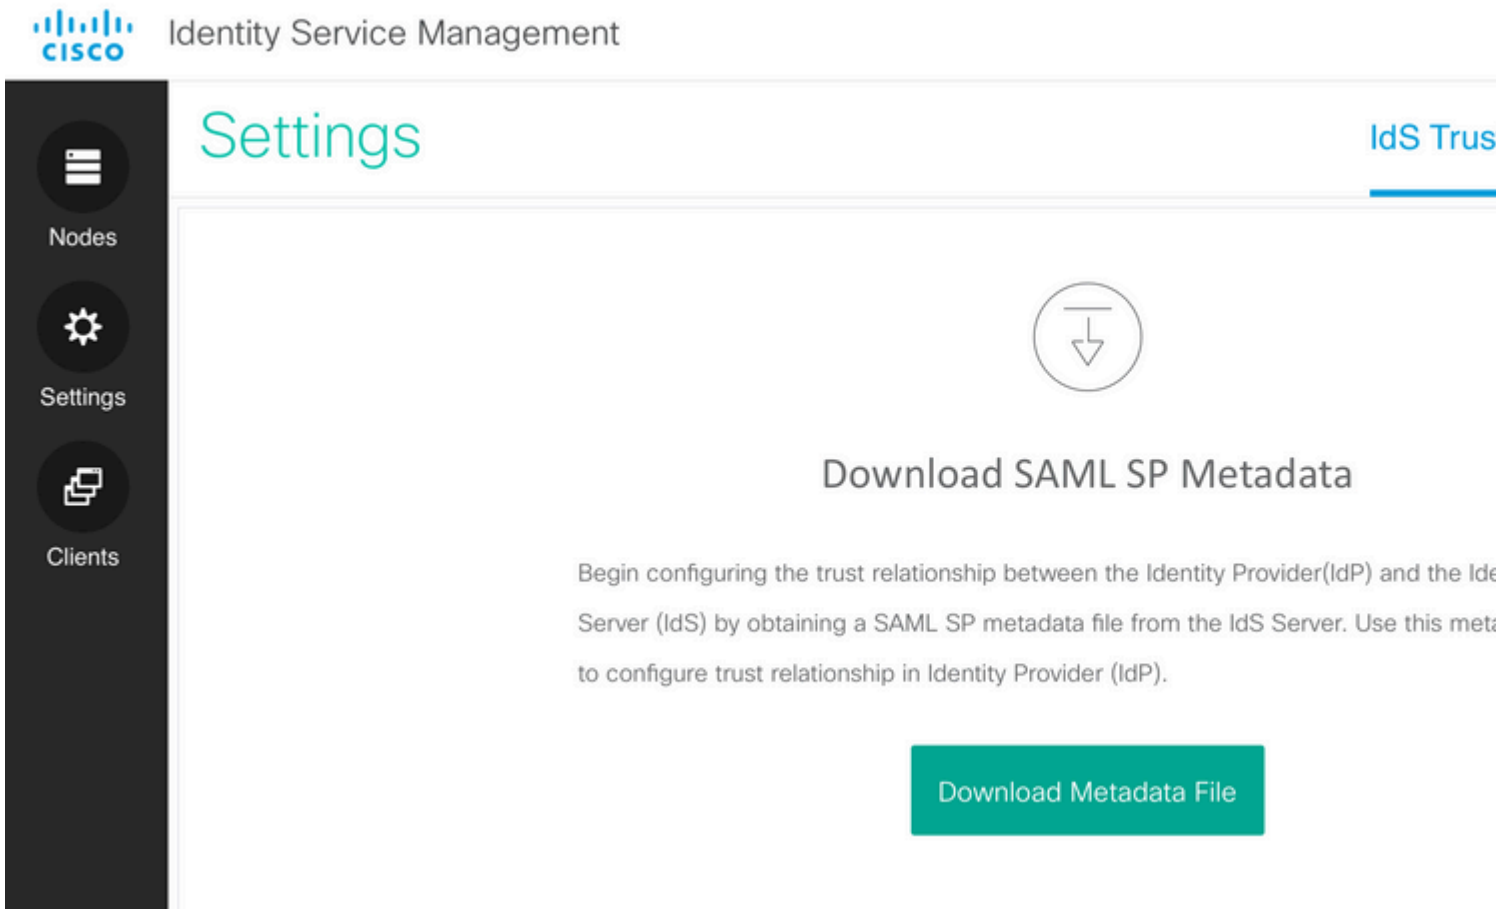 CISCO
Identity Service Management
Settings
IdS Trus
Nodes
Settings
Clients
Download SAML SP Metadata
Begin configuring the trust relationship between the Identity Provider(IdP) and the Ide
Server (IdS) by obtaining a SAML SP metadata file from the IdS Server. Use this meta
to configure trust relationship in Identity Provider (IdP).
Download Metadata File